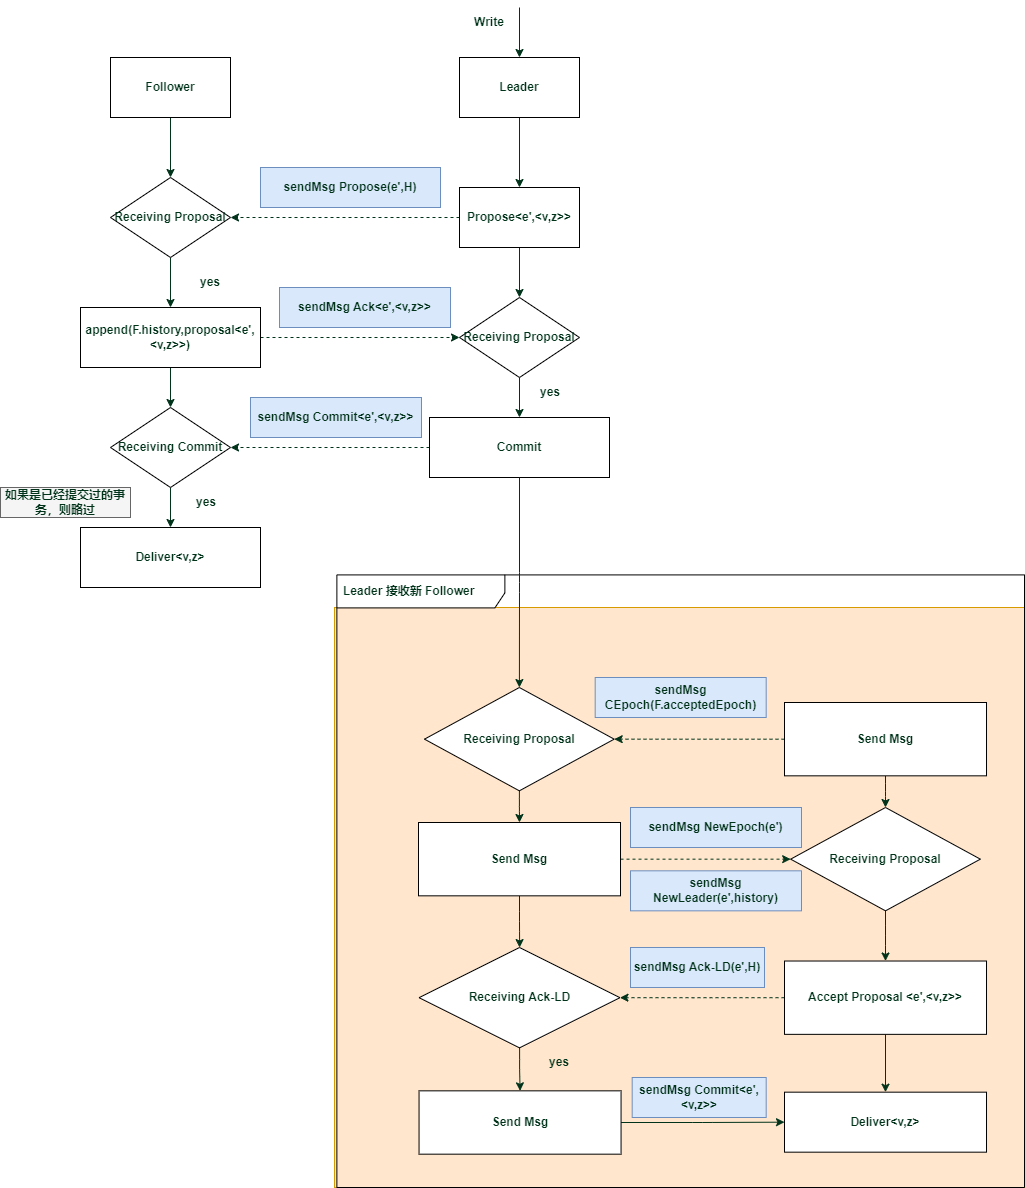 Write
Follower
Leader
sendMsg Propose(e',H)
Receiving Proposal
Propose<e',<v,z>>
yes
sendMsg Ack<e',<v,z>>
append(F.history,proposal<e',
<v,z>>)
Receiving Proposal
yes
sendMsg Commit<e',<v,z>>
Receiving Commit
Commit
如果是已经提交过的事
务，则略过
yes
Deliver<v,z>
Leader 接收新 Follower
sendMsg
CEpoch(F.acceptedEpoch)
Receiving Proposal
Send Msg
sendMsg NewEpoch(e')
Send Msg
Receiving Proposal
sendMsg
NewLeader(e',history)
sendMsg Ack-LD(e',H)
Receiving Ack-LD
Accept Proposal <e',<v,z>>
yes
sendMsg Commit<e',
<v,z>>
Send Msg
Deliver<v,z>